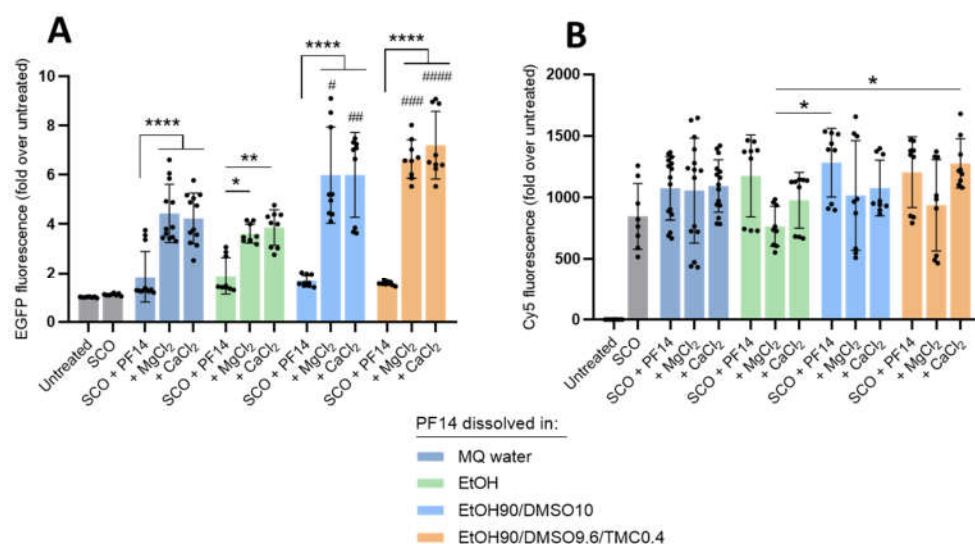 A
EGFP fluorescence (fold over untreated)
10
8
6
4
2
0
****
*
**
****
#
##
****
###
####
Untreated
SCO
SCO + PF14
+ MgCl₂
+ CaCl₂
SCO + PF14
+ MgCl₂
+ CaCl₂
SCO + PF14
+ MgCl₂
+ CaCl₂
SCO + PF14
+ MgCl₂
+ CaCl₂
B
Cy5 fluorescence (fold over untreated)
2000
1500
1000
500
0
*
*
Untreated
SCO
SCO + PF14
+ MgCl₂
+ CaCl₂
SCO + PF14
+ MgCl₂
+ CaCl₂
SCO + PF14
+ MgCl₂
+ CaCl₂
SCO + PF14
+ MgCl₂
+ CaCl₂
PF14 dissolved in:
MQ water
EtOH
EtOH90/DMSO10
EtOH90/DMSO9.6/TMC0.4